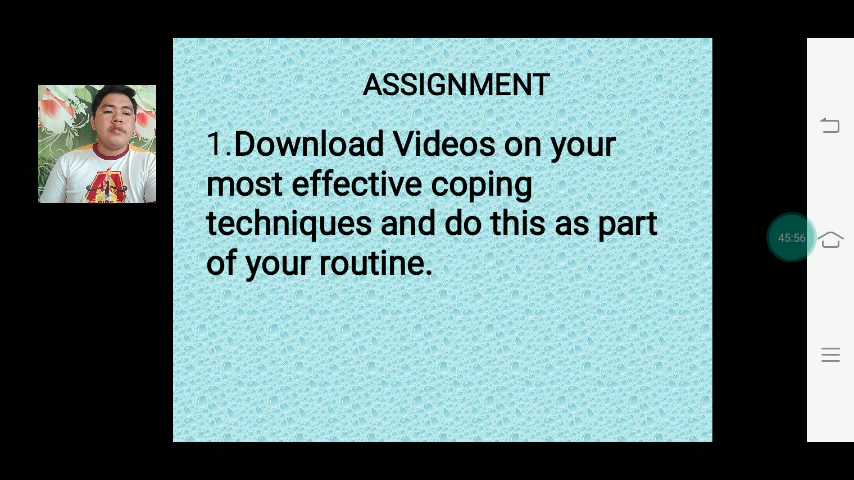 ASSIGNMENT
1.Download Videos on your
most effective coping
techniques and do this as part
of your routine.
45:56